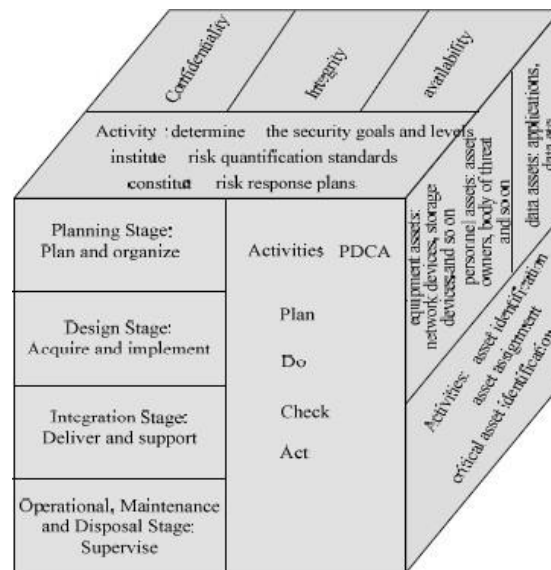 Confidentiality
Integrity
availability
Activity : determine the security goals and levels
institute risk quantification standards
constitut risk response plans
Planning Stage:
Plan and organize
Design Stage:
Acquire and implement
Integration Stage:
Deliver and support
Operational, Maintenance
and Disposal Stage:
Supervise
Activities PDCA
Plan
Do
Check
Act
equipment assets:
network devices, storage
devices and so on
personnel assets: asset
owners, body of threat
and so on
data assets: applications,
data
Activities: asset identification
asset assignment
critical asset identification